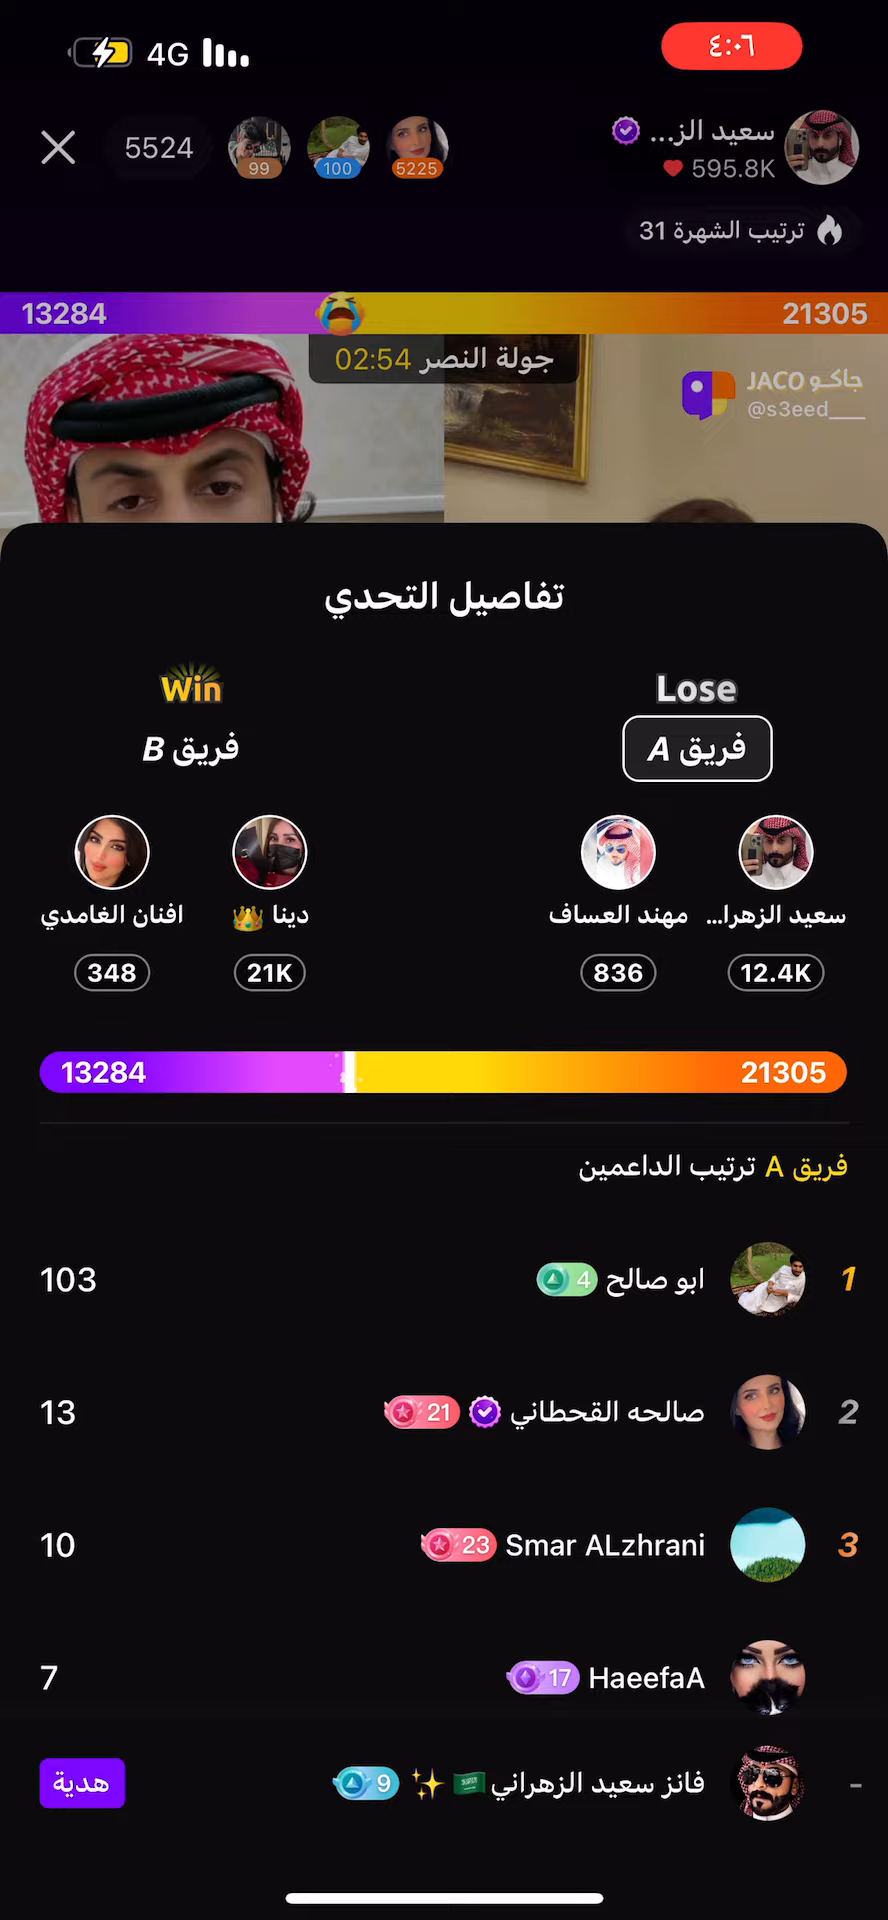 4G
٤:٠٦
5524
99
100
5225
سعيد الز...
595.8K
ترتيب الشهرة 31
13284
21305
جولة النصر 02:54
جاكو JACO
@s3eed___
تفاصيل التحدي
Lose
Win
فريق A
فريق B
سعيد الزهرا...
مهند العساف
دينا 👑
افنان الغامدي
12.4K
836
21K
348
13284
21305
فريق A ترتيب الداعمين
1 ابو صالح 4 103
2 صالحه القحطاني 21 13
3 Smar ALzhrani 23 10
HaeefaA 17 7
- فانز سعيد الزهراني🇸🇦✨ 9 هدية